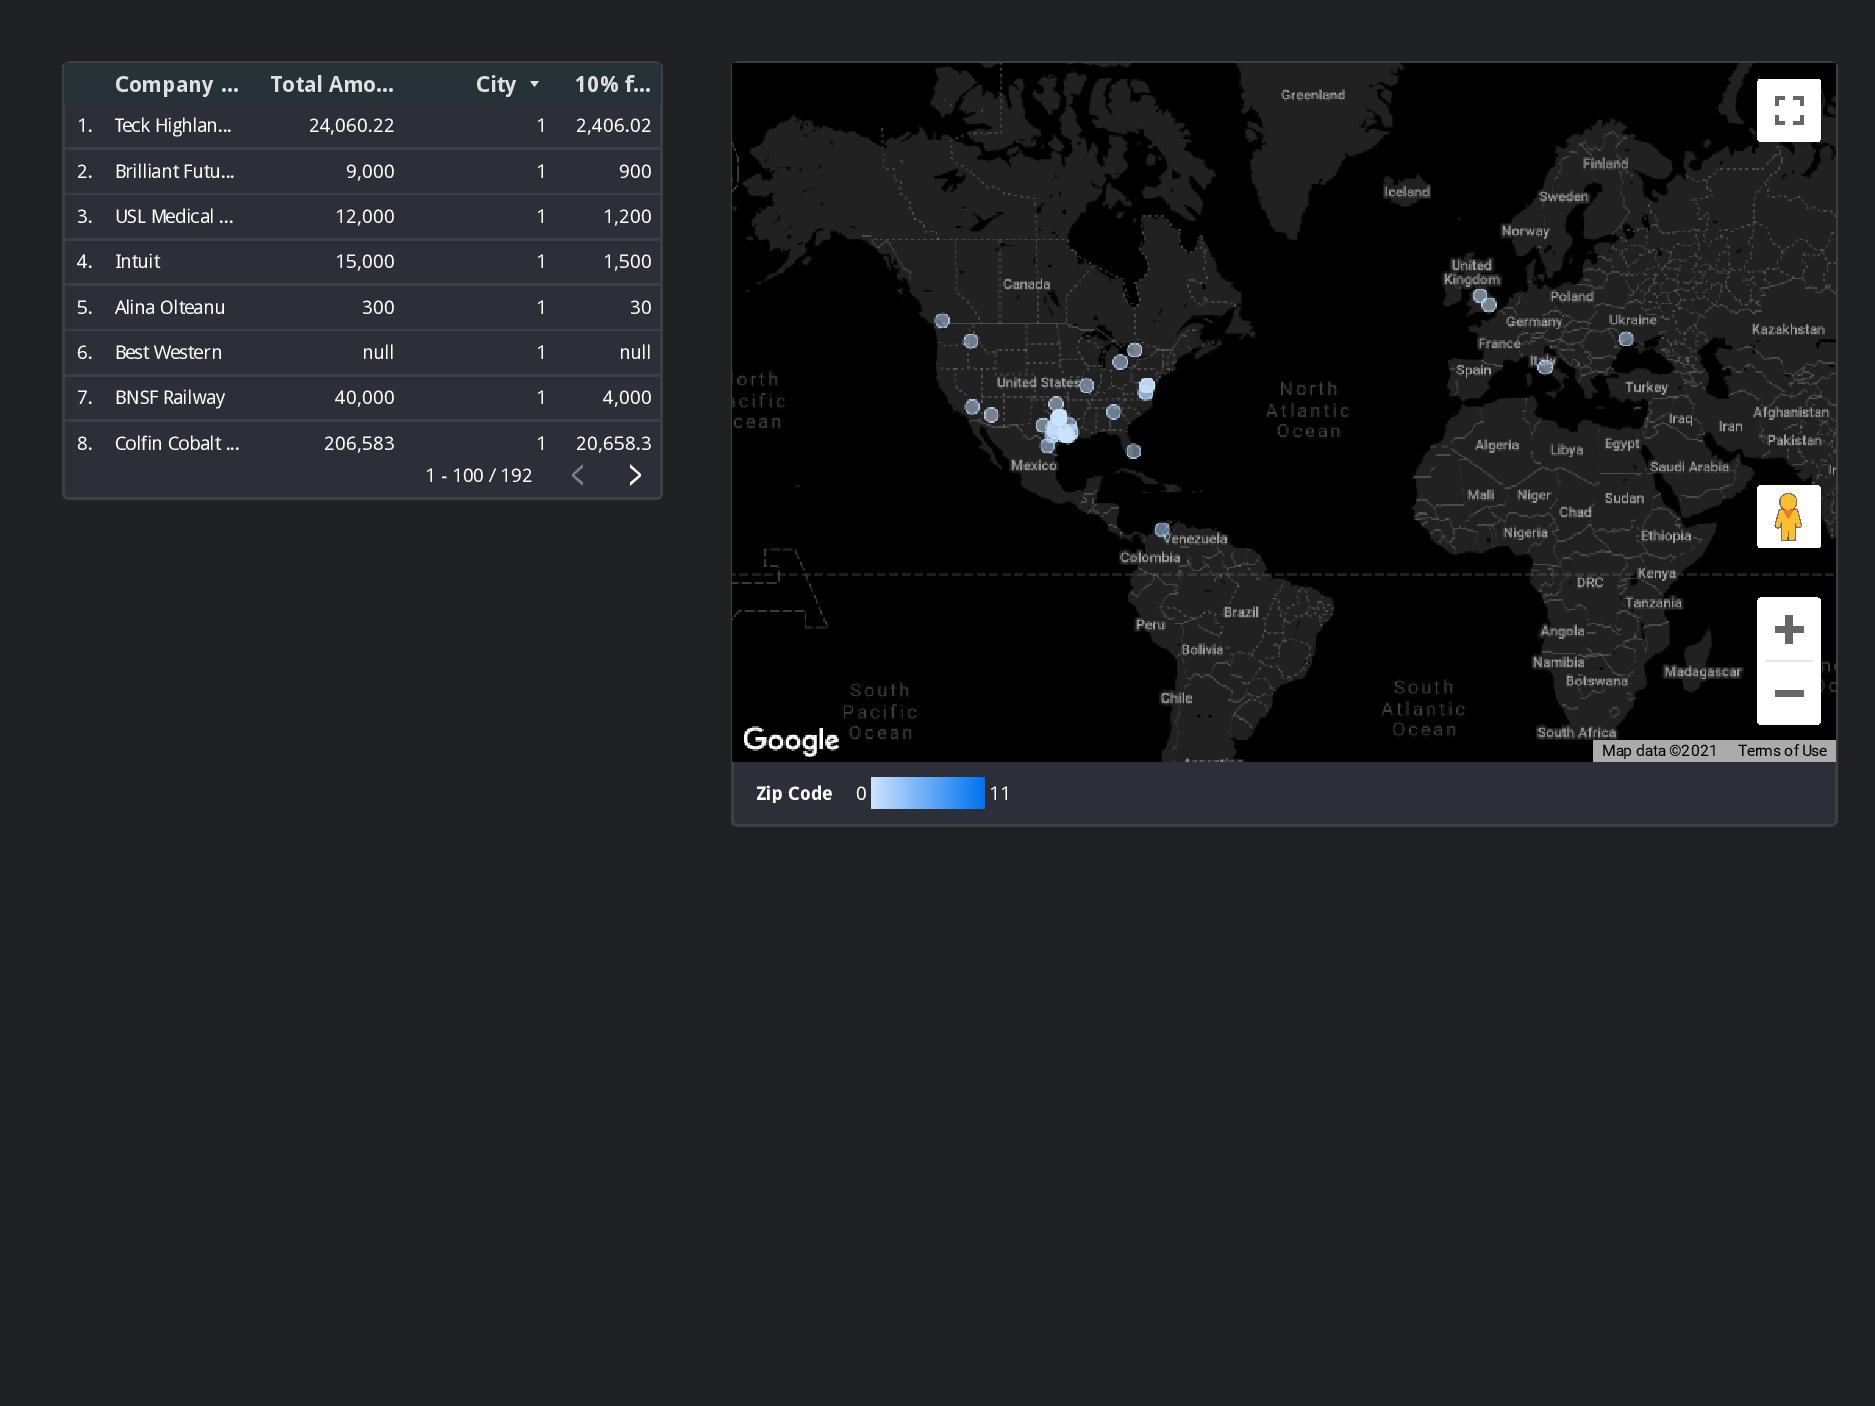 Company ... Total Amo... City 10% f...
1. Teck Highlan... 24,060.22 1 2,406.02
2. Brilliant Futu... 9,000 1 900
3. USL Medical ... 12,000 1 1,200
4. Intuit 15,000 1 1,500
5. Alina Olteanu 300 1 30
6. Best Western null 1 null
7. BNSF Railway 40,000 1 4,000
8. Colfin Cobalt ... 206,583 1 20,658.3
1 - 100 / 192
Greenland
Finland
Iceland
Sweden
Norway
United
Kingdom
Canada
Poland
Germany
Ukraine
Kazakhstan
France
Italy
Spain
United States
Turkey
North
Atlantic
Ocean
Iraq
Afghanistan
Iran
Pakistan
Algeria
Libya
Egypt
Saudi Arabia
Mexico
Mali
Niger
Sudan
Chad
Nigeria
Ethiopia
Venezuela
Colombia
Kenya
DRC
Tanzania
Brazil
Peru
Angola
Bolivia
Namibia
Madagascar
Botswana
Chile
South
Pacific
Ocean
South
Atlantic
Ocean
South Africa
Google
Map data ©2021 Terms of Use
Zip Code 0 11